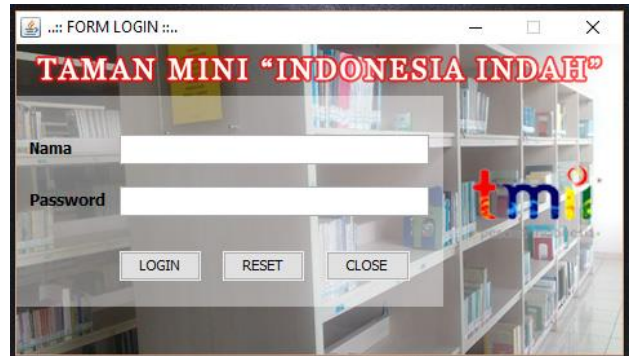 ..:: FORM LOGIN ::..
TAMAN MINI “INDONESIA INDAH”
Nama
tmii
Password
LOGIN RESET CLOSE